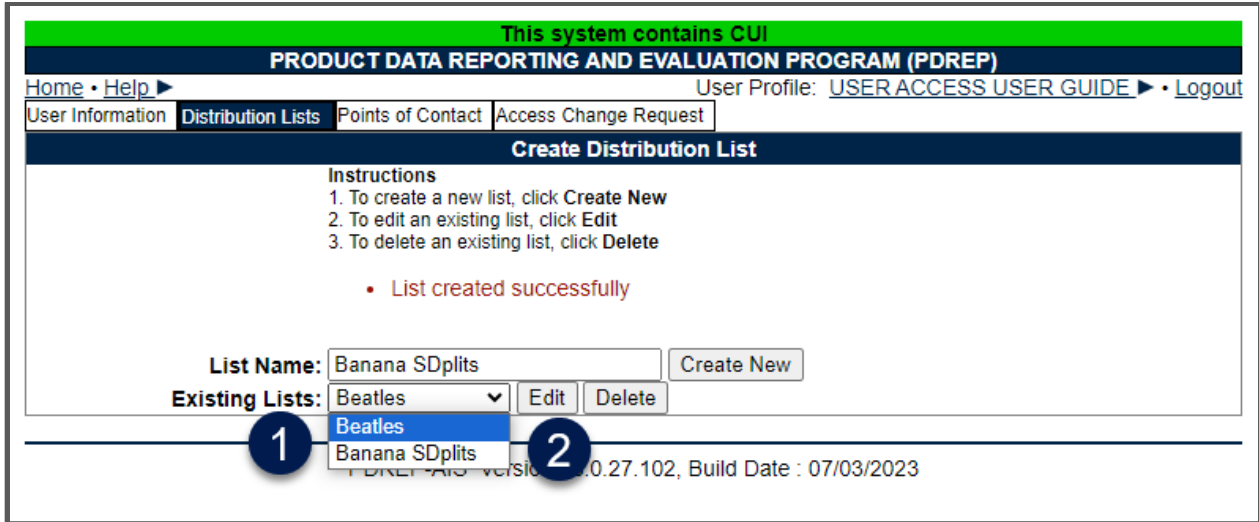 This system contains CUI
PRODUCT DATA REPORTING AND EVALUATION PROGRAM (PDREP)
Home • Help ▶ User Profile: USER ACCESS USER GUIDE ▶ • Logout
User Information Distribution Lists Points of Contact Access Change Request
Create Distribution List
Instructions
1. To create a new list, click Create New
2. To edit an existing list, click Edit
3. To delete an existing list, click Delete
• List created successfully
List Name: Banana SDplits Create New
Existing Lists: Beatles Edit Delete
Beatles
1 Banana SDplits 2
.0.27.102, Build Date : 07/03/2023